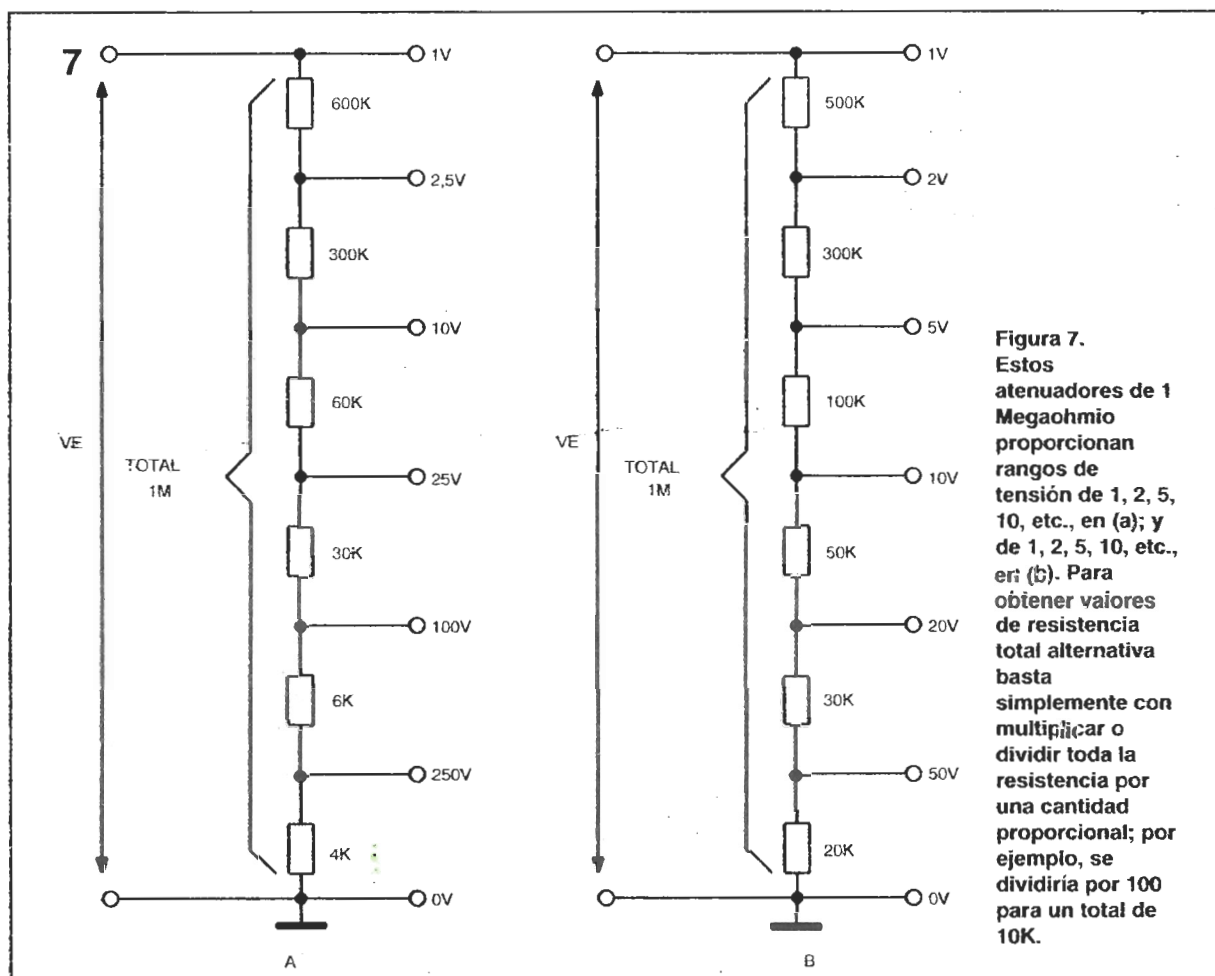 7
1V
600K
2,5V
300K
10V
60K
VE
TOTAL
1M
25V
30K
100V
6K
250V
4K
0V
A
1V
500K
2V
300K
5V
100K
VE
TOTAL
1M
10V
50K
20V
30K
50V
20K
0V
B
Figura 7.
Estos
atenuadores de 1
Megaohmio
proporcionan
rangos de
tensión de 1, 2, 5,
10, etc., en (a); y
de 1, 2, 5, 10, etc.,
en (b). Para
obtener valores
de resistencia
total alternativa
basta
simplemente con
multiplicar o
dividir toda la
resistencia por
una cantidad
proporcional; por
ejemplo, se
dividiría por 100
para un total de
10K.